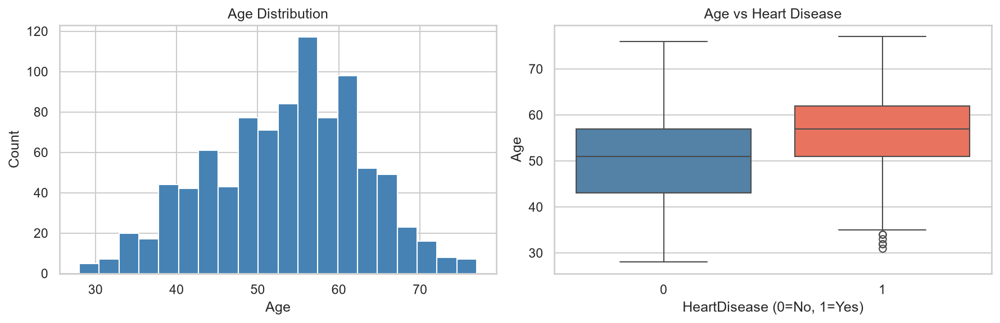 Age Distribution
120
100
80
60
40
20
0
30 40 50 60 70
Count
Age
Age vs Heart Disease
70
60
50
40
30
0 1
Age
HeartDisease (0=No, 1=Yes)